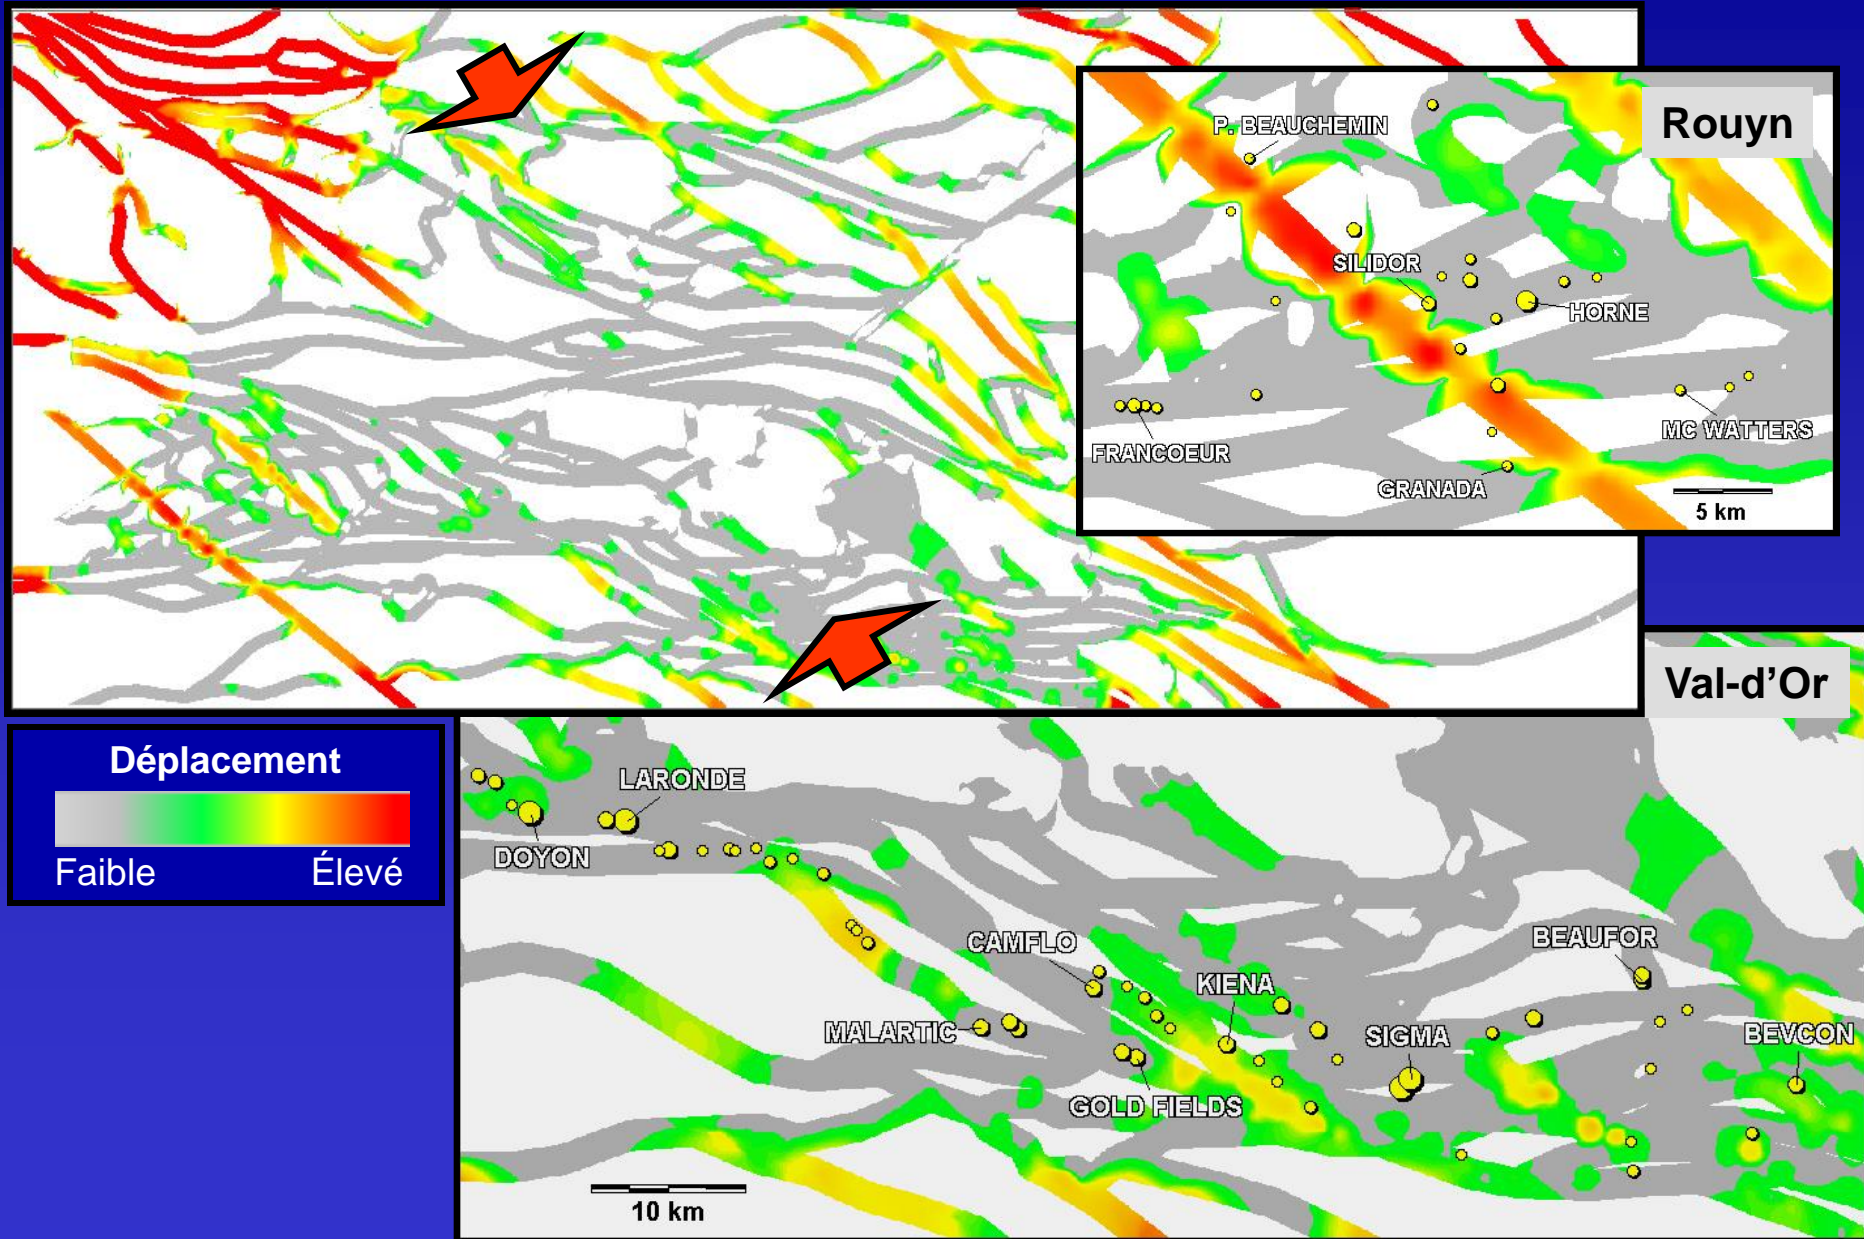 Rouyn
P. BEAUCHEMIN
SILIDOR
HORNE
MC WATTERS
FRANCOEUR
GRANADA
5 km
Val-d’Or
Déplacement
Faible Élevé
LARONDE
DOYON
CAMFLO
BEAUFOR
KIENA
MALARTIC
SIGMA
BEVCON
GOLD FIELDS
10 km